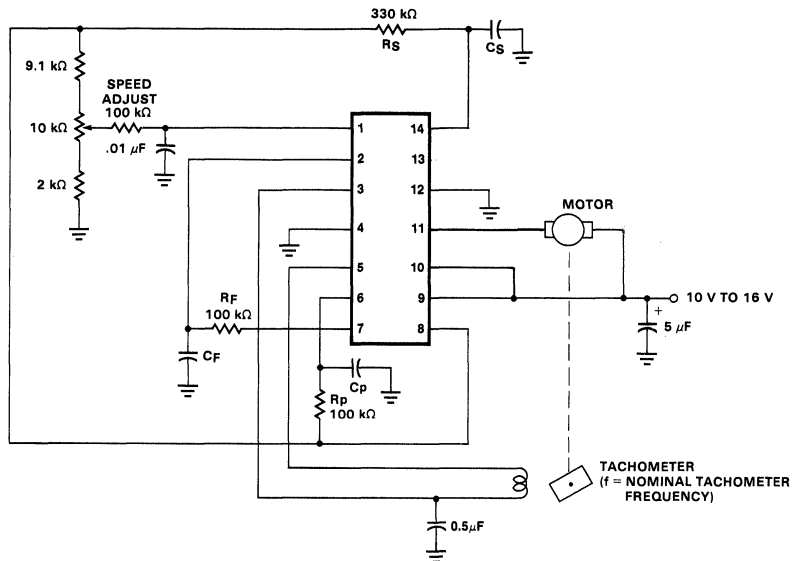 330 kΩ
RS
CS
9.1 kΩ
SPEED
ADJUST
100 kΩ
10 kΩ
.01 μF
2 kΩ
1
2
3
4
5
6
7
14
13
12
11
10
9
8
MOTOR
10 V TO 16 V
+
5 μF
RF
100 kΩ
CF
CP
RP
100 kΩ
TACHOMETER
(f = NOMINAL TACHOMETER
FREQUENCY)
0.5μF